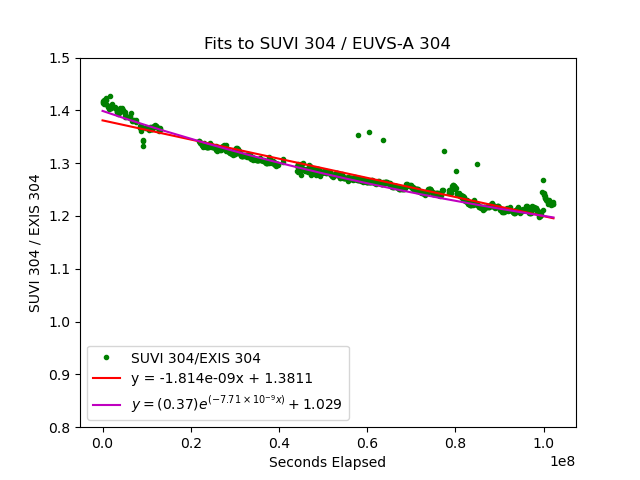 Fits to SUVI 304 / EUVS-A 304
1.5
1.4
1.3
1.2
1.1
1.0
0.9
0.8
SUVI 304 / EXIS 304
SUVI 304/EXIS 304
y = -1.814e-09x + 1.3811
y = (0.37)e^(−7.71×10⁻⁹x) + 1.029
0.0 0.2 0.4 0.6 0.8 1.0
1e8
Seconds Elapsed